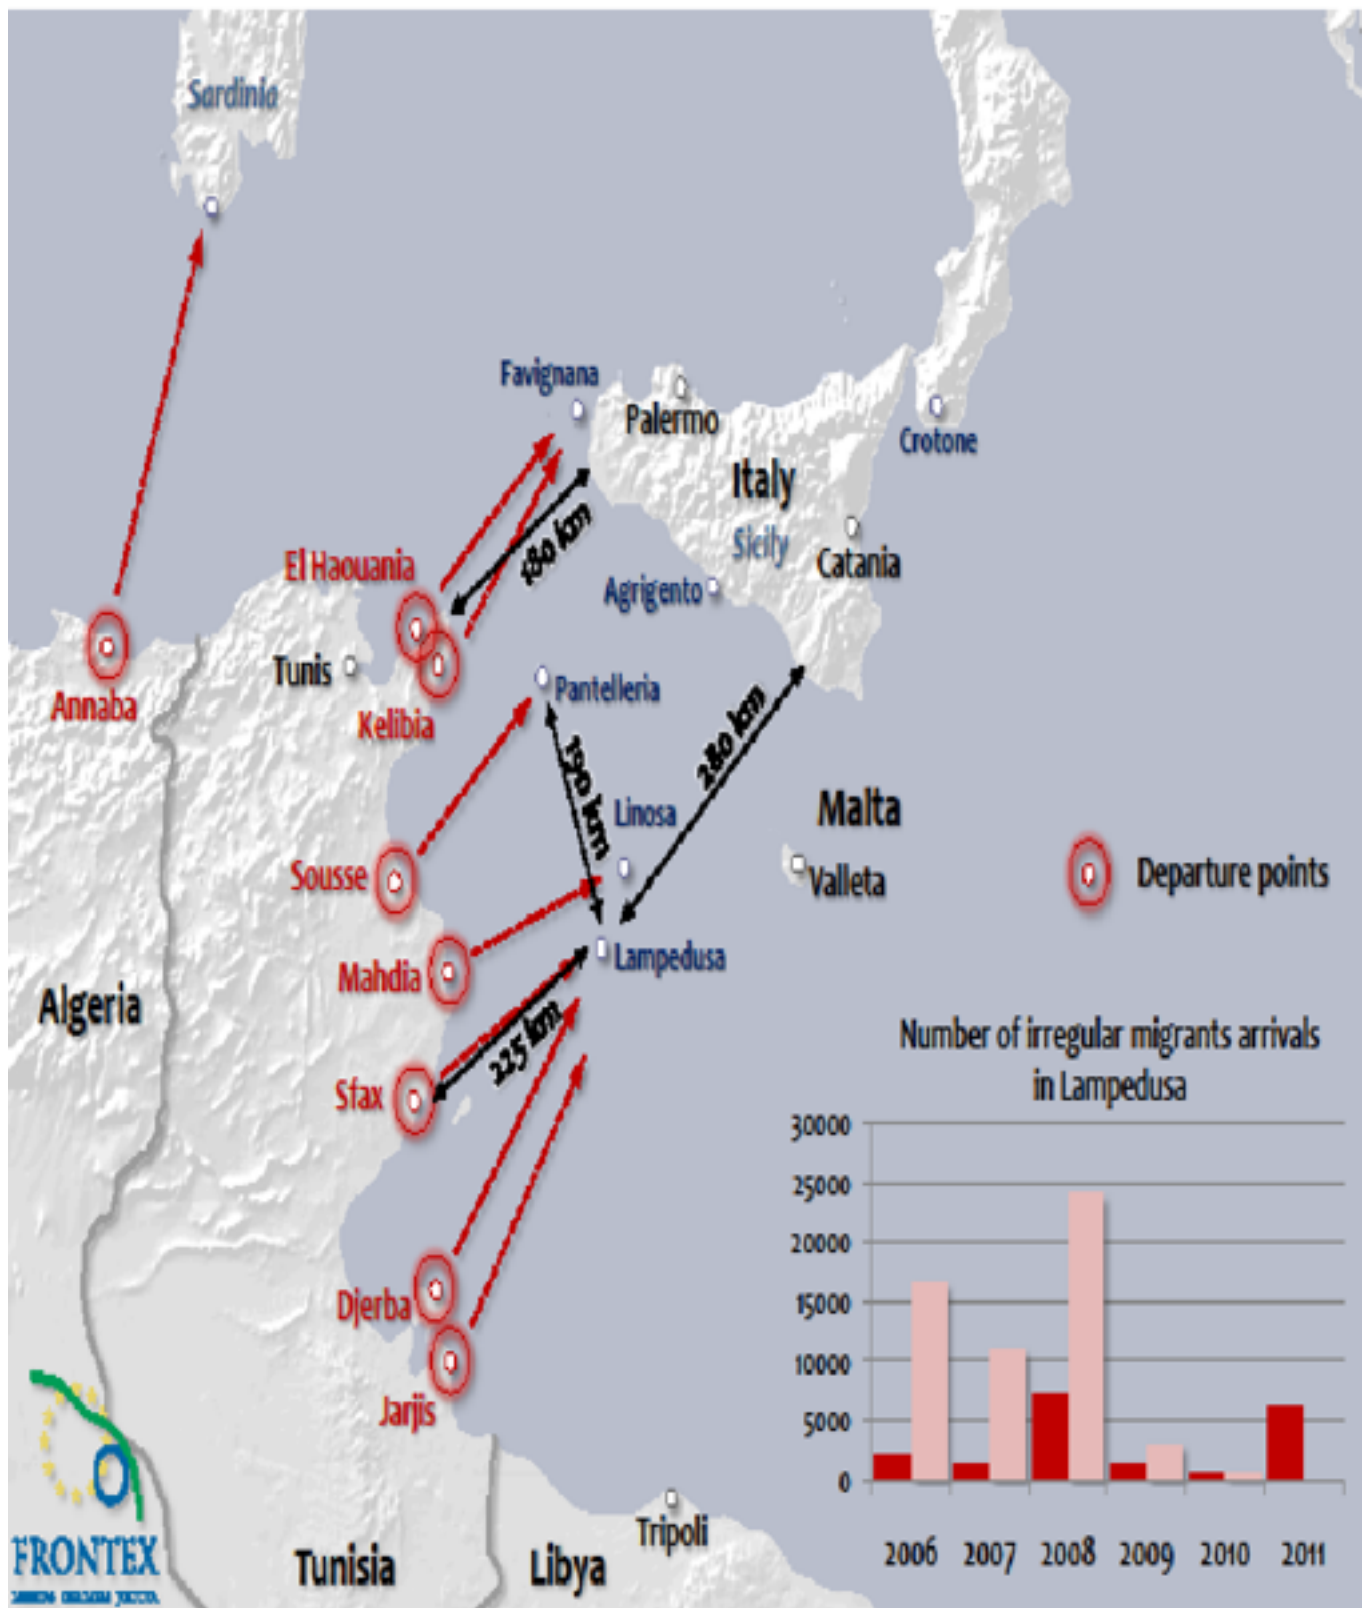 Sardinia
Favignana
Palermo
Crotone
Italy
Sicily
180 km
Catania
El Haouania
Agrigento
Tunis
Annaba
Kelibia
Pantelleria
190 km
280 km
Linosa
Malta
Valleta
Sousse
Departure points
Mahdia
Lampedusa
Algeria
225 km
Sfax
Number of irregular migrants arrivals
in Lampedusa
30000
25000
20000
15000
10000
5000
0
2006 2007 2008 2009 2010 2011
Djerba
Jarjis
Tripoli
FRONTEX
Tunisia
Libya